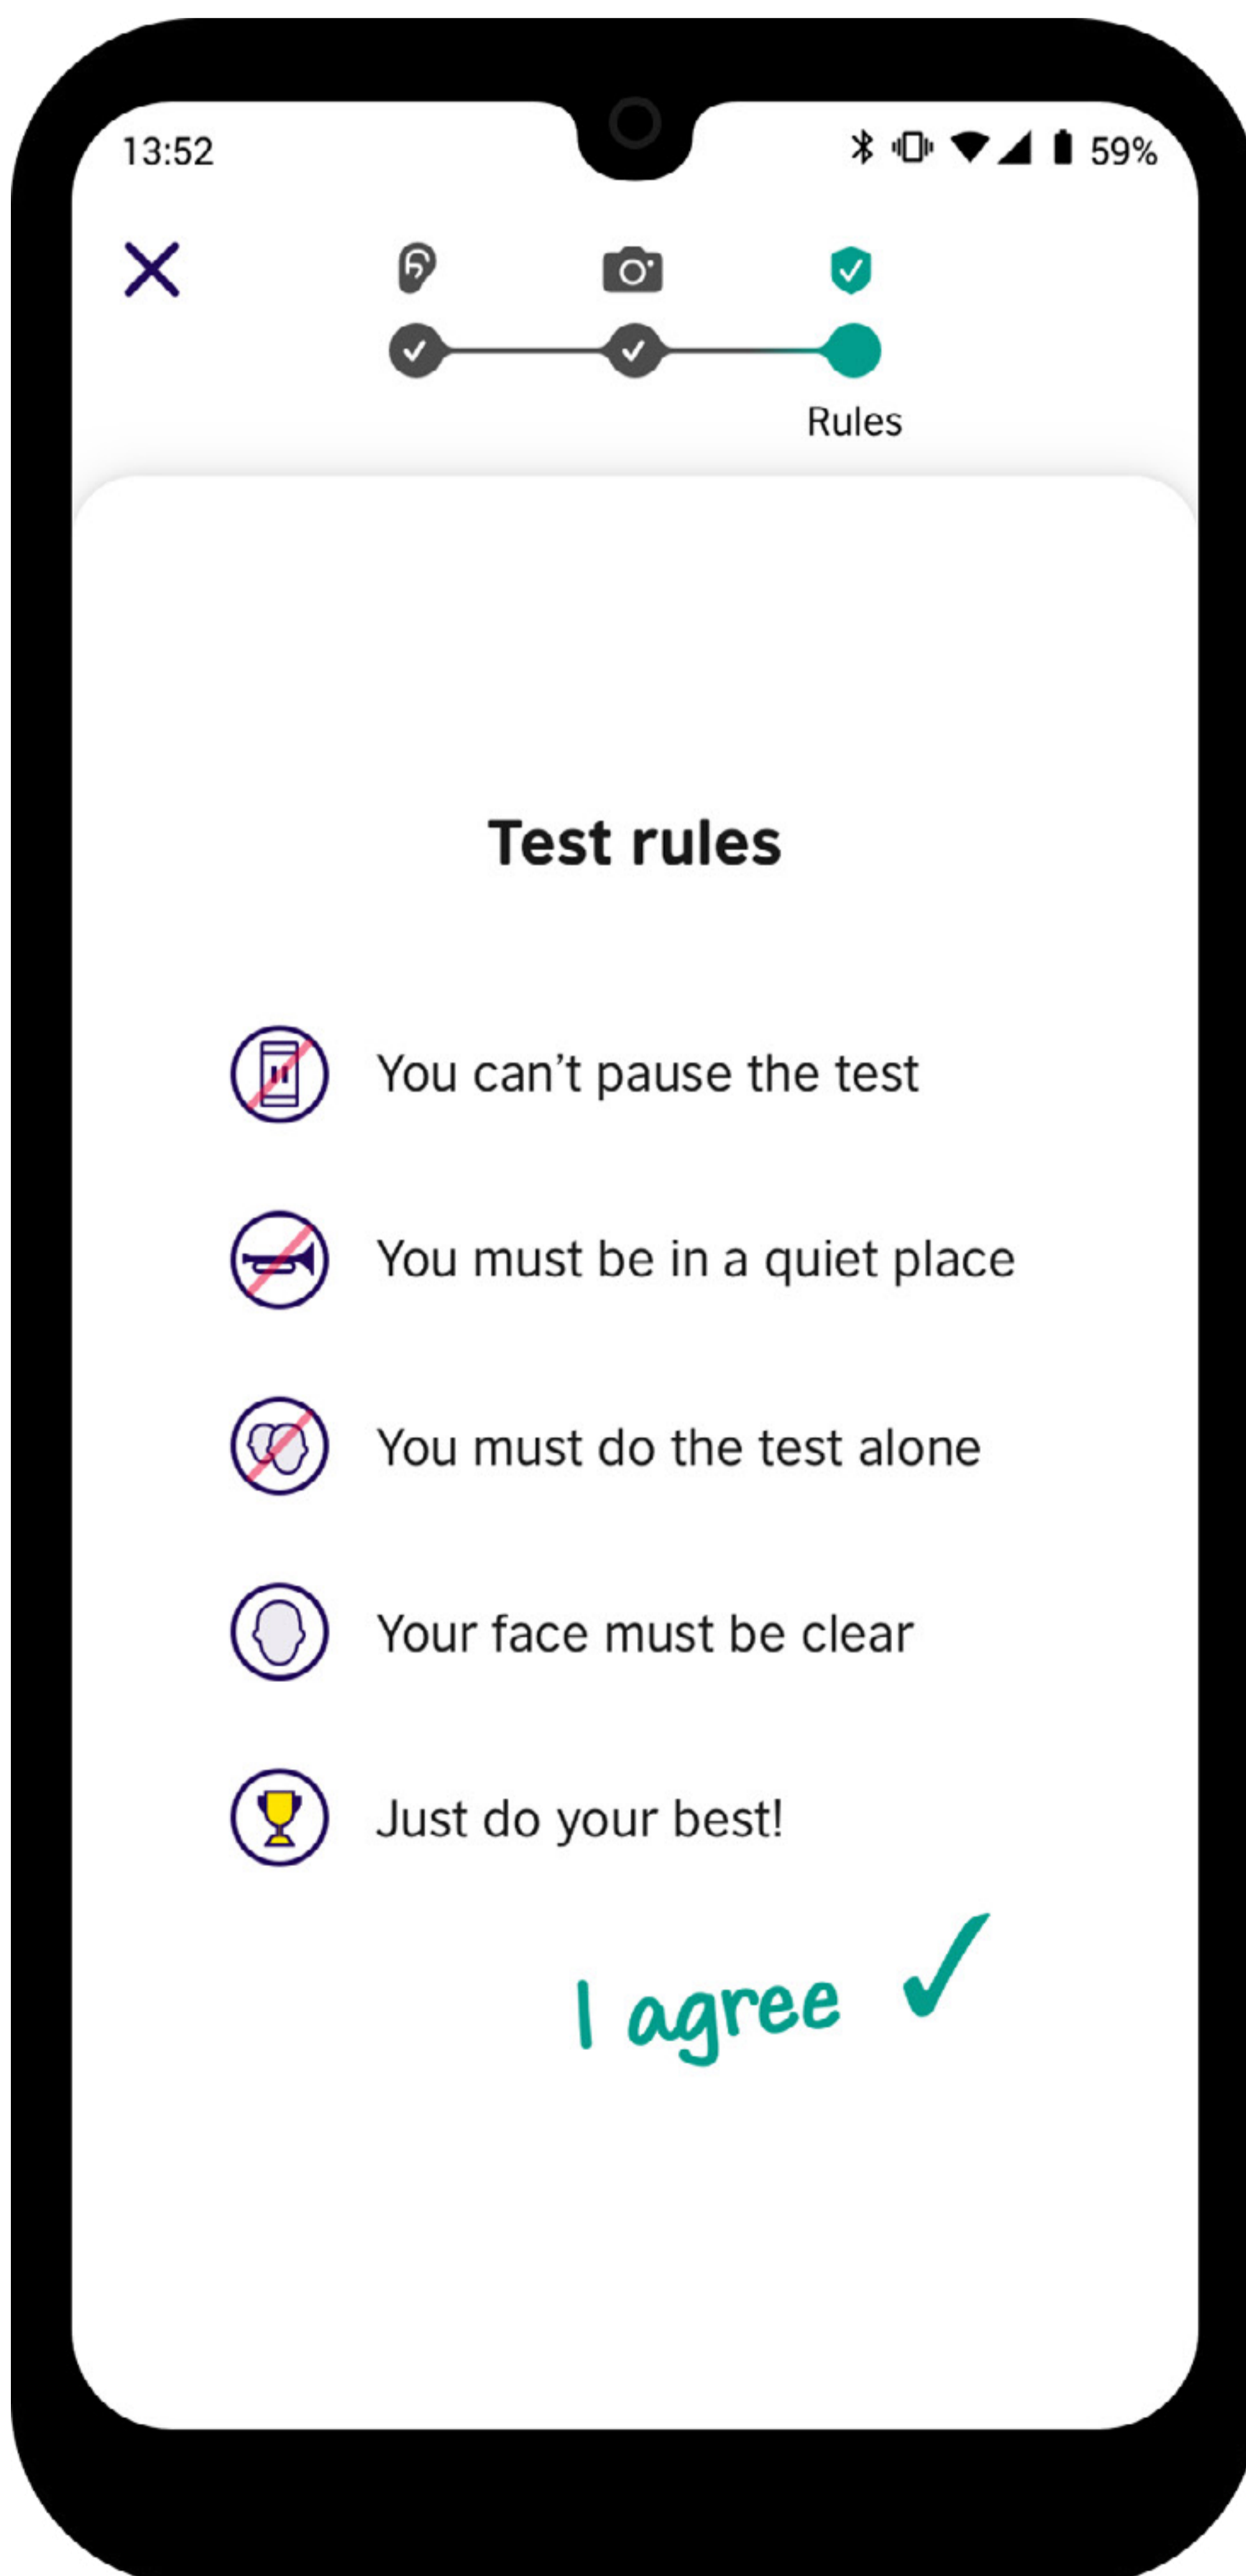 13:52
59%
Rules
Test rules
You can’t pause the test
You must be in a quiet place
You must do the test alone
Your face must be clear
Just do your best!
I agree